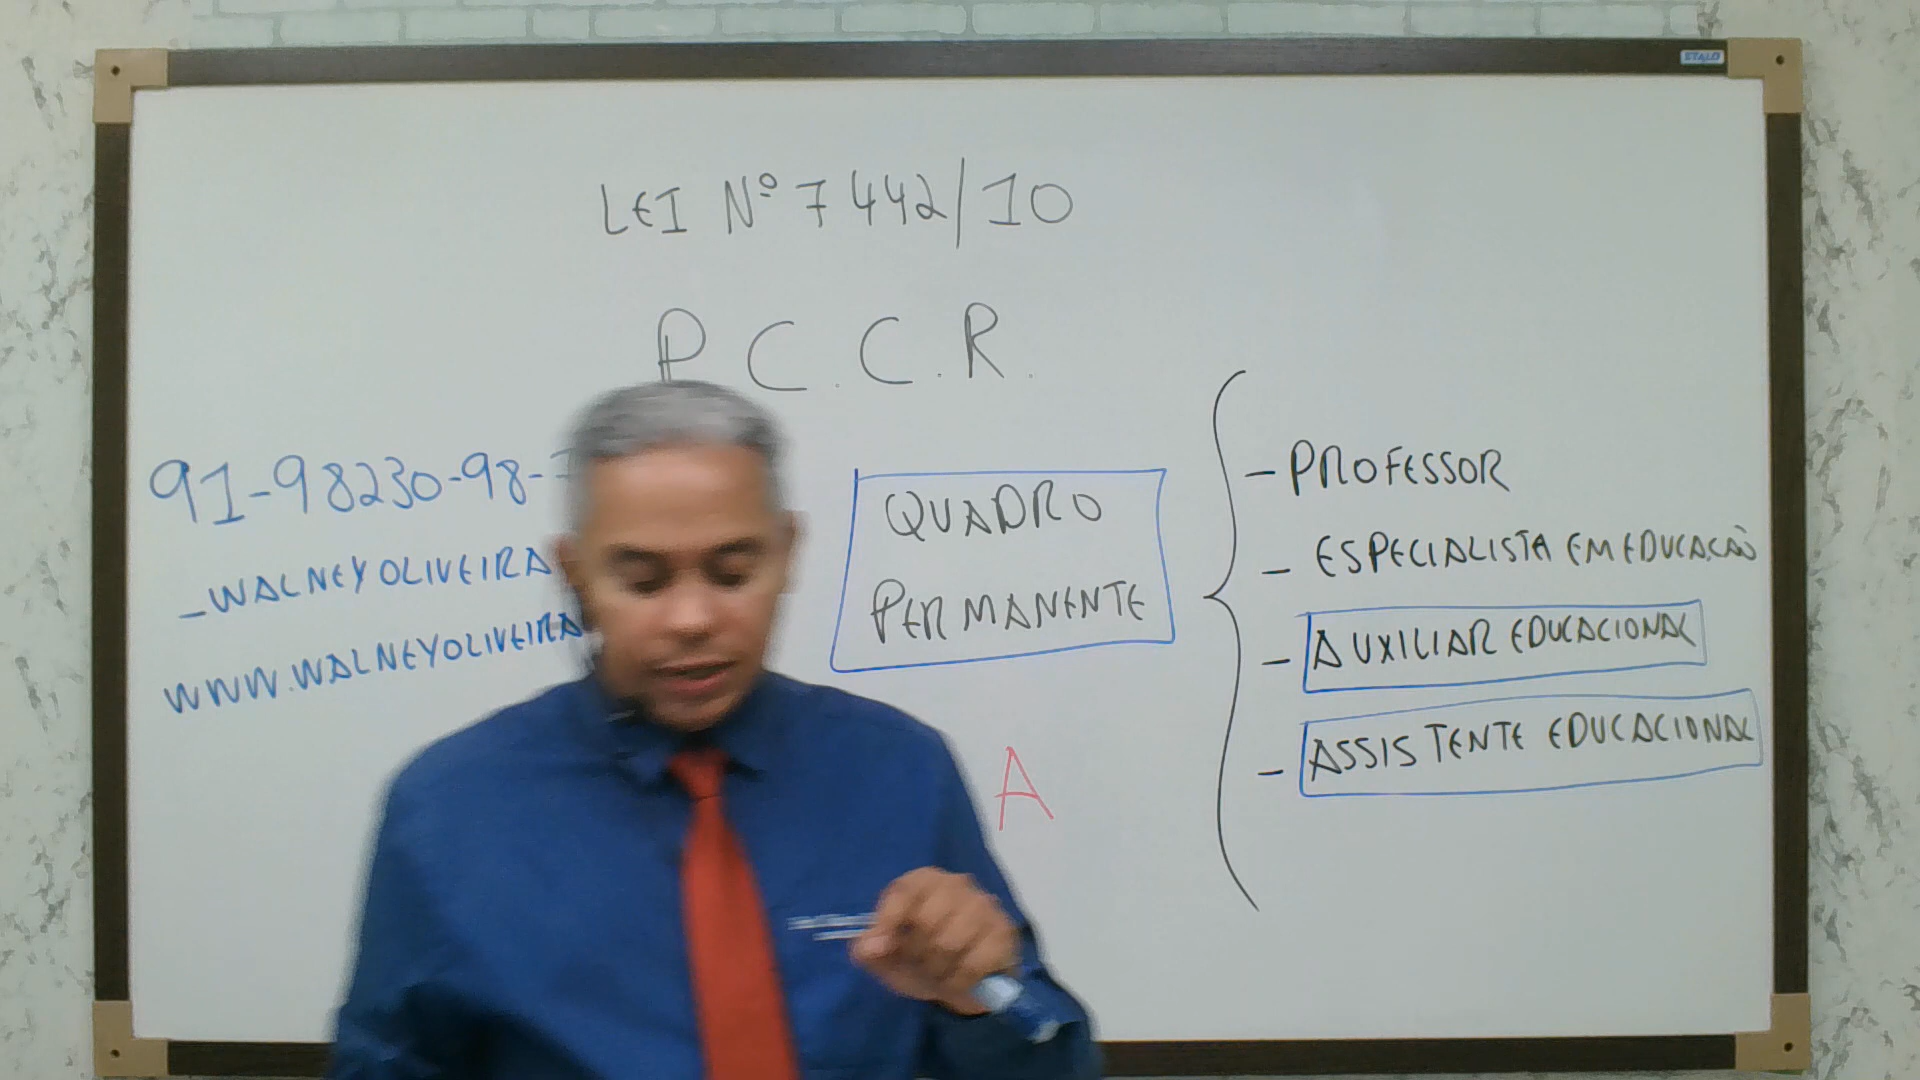 STALO
LEI Nº 7442/10
P C. C. R.
91-98230-98-
_WALNEYOLIVEIRA
WWW.WALNEYOLIVEIRA
QUADRO
PERMANENTE
A
- PROFESSOR
- ESPECIALISTA EM EDUCAÇÃO
- AUXILIAR EDUCACIONAL
- ASSISTENTE EDUCACIONAL